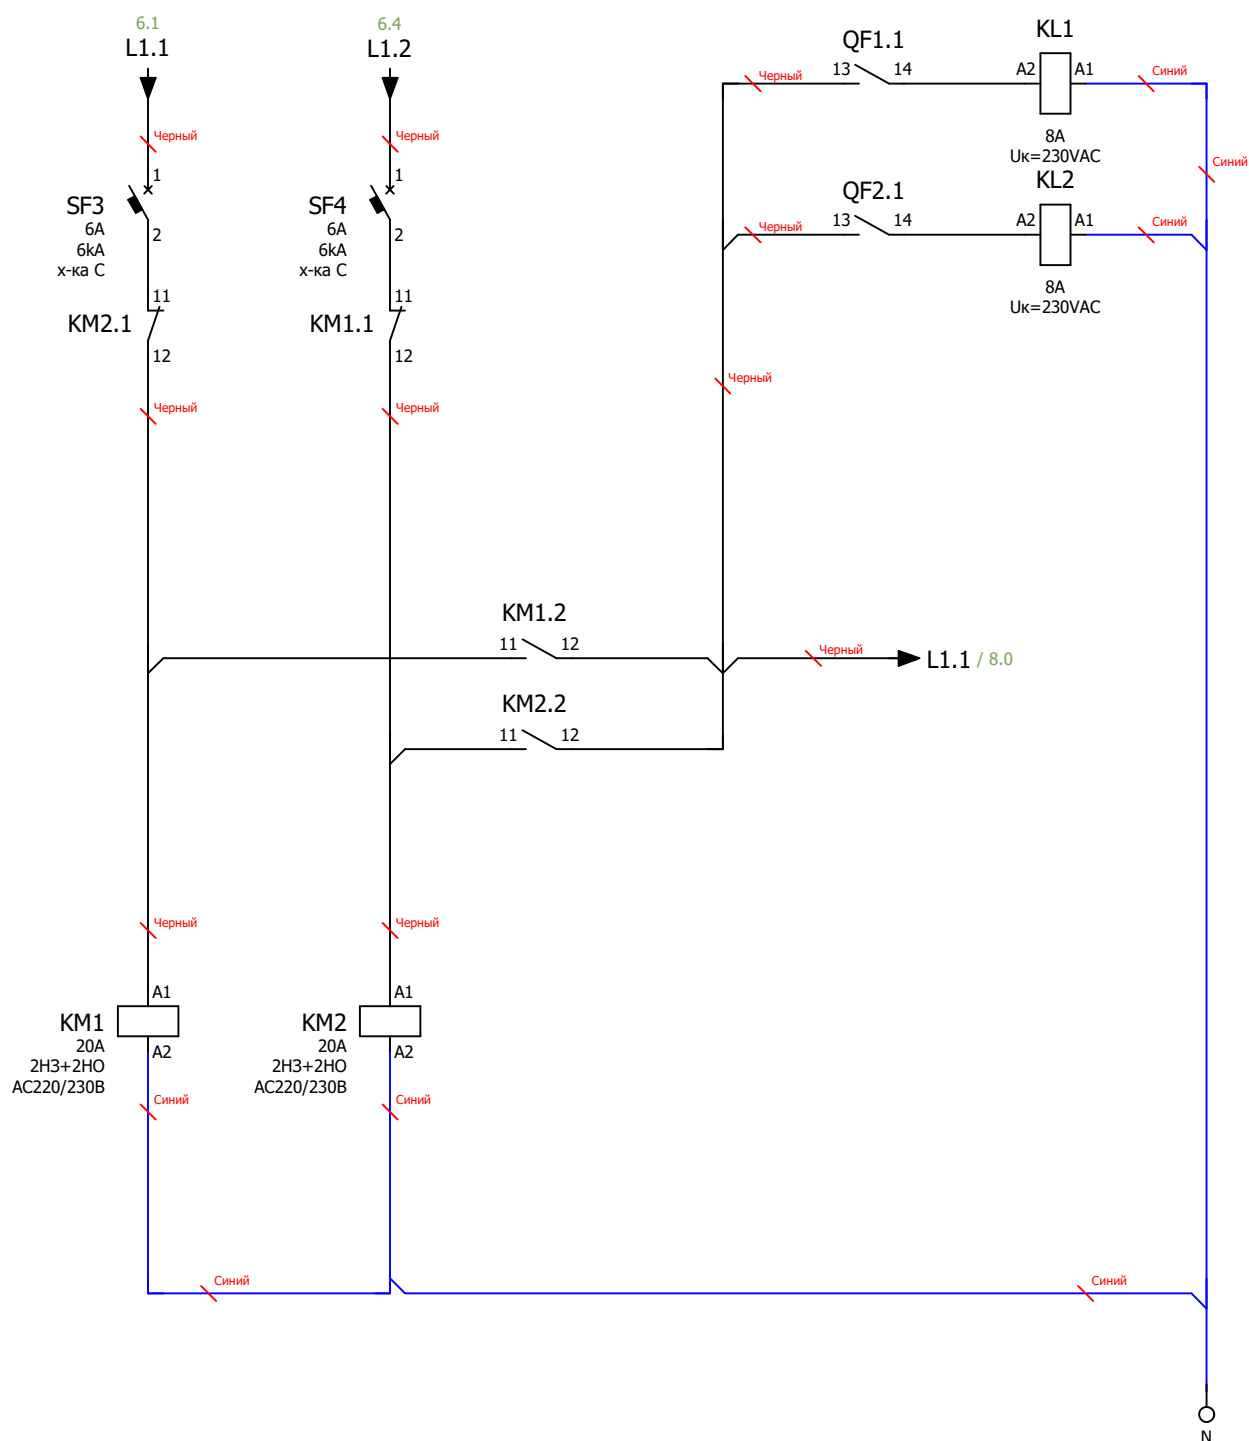 6.1
L1.1
6.4
L1.2
Черный
Черный
1
SF3
6А
6kА
х-ка С
2
1
SF4
6А
6kА
х-ка С
2
11
KM2.1
12
11
KM1.1
12
Черный
Черный
QF1.1
13
14
Черный
KL1
A2
A1
8А
Uк=230VAC
Синий
Синий
QF2.1
13
14
Черный
KL2
A2
A1
8А
Uк=230VAC
Синий
Черный
KM1.2
11
12
Черный
L1.1 / 8.0
KM2.2
11
12
Черный
Черный
A1
KM1
20А
2НЗ+2НО
АС220/230В
A2
A1
KM2
20А
2НЗ+2НО
АС220/230В
A2
Синий
Синий
Синий
Синий
N